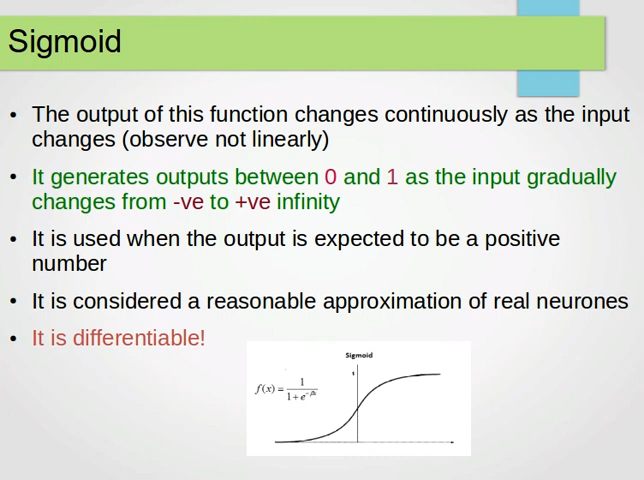 Sigmoid
• The output of this function changes continuously as the input
changes (observe not linearly)
• It generates outputs between 0 and 1 as the input gradually
changes from -ve to +ve infinity
• It is used when the output is expected to be a positive
number
• It is considered a reasonable approximation of real neurones
• It is differentiable!
Sigmoid
1
f(x) = 1 / (1 + e^-βx)